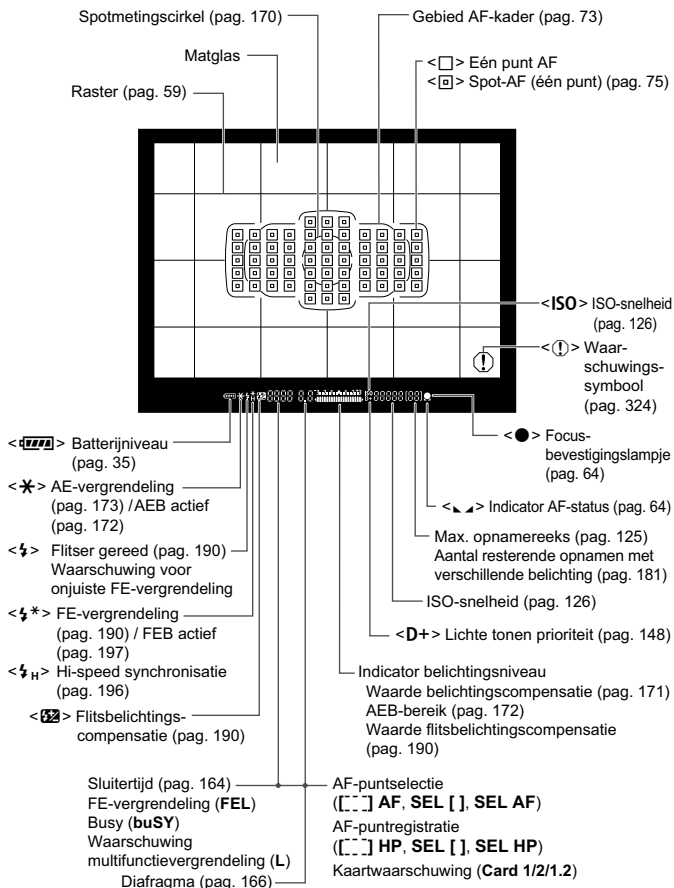 Spotmetingscirkel (pag. 170)
Gebied AF-kader (pag. 73)
Matglas
<□> Eén punt AF
<⊡> Spot-AF (één punt) (pag. 75)
Raster (pag. 59)
<ISO> ISO-snelheid
(pag. 126)
<!> Waar-
schuwings-
symbool
(pag. 324)
<●> Focus-
bevestigingslampje
(pag. 64)
Batterijniveau
(pag. 35)
<✱> AE-vergrendeling
(pag. 173) /AEB actief
(pag. 172)
< > Indicator AF-status (pag. 64)
<⚡> Flitser gereed (pag. 190)
Waarschuwing voor
onjuiste FE-vergrendeling
Max. opnamereeks (pag. 125)
Aantal resterende opnamen met
verschillende belichting (pag. 181)
ISO-snelheid (pag. 126)
<⚡*> FE-vergrendeling
(pag. 190) / FEB actief
(pag. 197)
<D+> Lichte tonen prioriteit (pag. 148)
<⚡H> Hi-speed synchronisatie
(pag. 196)
Indicator belichtingsniveau
Waarde belichtingscompensatie (pag. 171)
AEB-bereik (pag. 172)
Waarde flitsbelichtingscompensatie
(pag. 190)
Flitsbelichtings-
compensatie (pag. 190)
Sluitertijd (pag. 164)
FE-vergrendeling (FEL)
Busy (buSY)
Waarschuwing
multifunctievergrendeling (L)
Diafragma (pag. 166)
AF-puntselectie
([---] AF, SEL [ ], SEL AF)
AF-puntregistratie
([---] HP, SEL [ ], SEL HP)
Kaartwaarschuwing (Card 1/2/1.2)